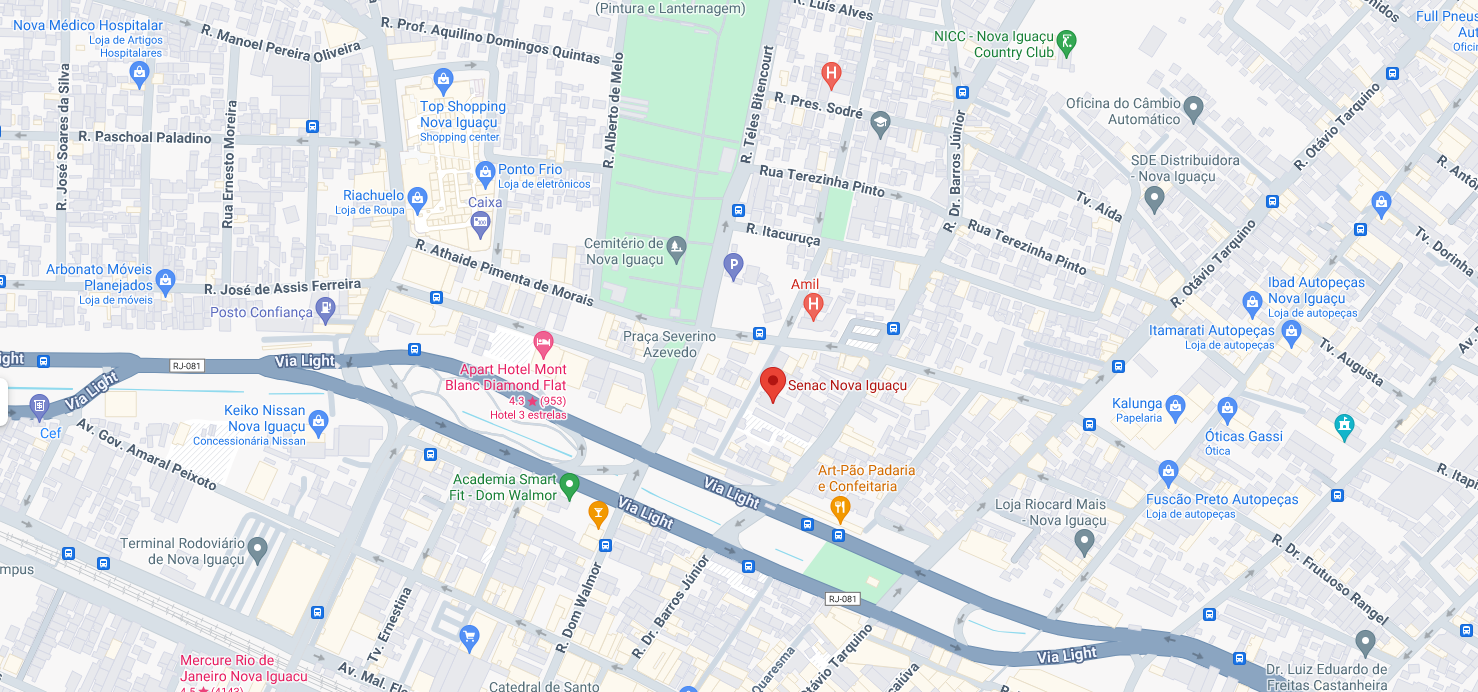 (Pintura e Lanternagem)
R. Luís Alves
Nova Médico Hospitalar
Loja de Artigos
Hospitalares
R. Manoel Pereira Oliveira
R. Prof. Aquilino Domingos Quintas
NICC - Nova Iguaçu
Country Club
Full Pneus
R. José Soares da Silva
Rua Ernesto Moreira
R. Paschoal Paladino
Top Shopping
Nova Iguaçu
Shopping center
R. Alberto de Melo
R. Téles Bitencourt
H
R. Pres. Sodré
R. Dr. Barros Júnior
Oficina do Câmbio
Automático
R. Otávio Tarquino
SDE Distribuidora
- Nova Iguaçu
Ponto Frio
Loja de eletrônicos
Riachuelo
Loja de Roupa
Caixa
Rua Terezinha Pinto
Tv. Aída
R. Itacuruça
Rua Terezinha Pinto
R. Otávio Tarquino
Tv. Dorinha
Cemitério de
Nova Iguaçu
P
R. Athaide Pimenta de Morais
Arbonato Móveis
Planejados
Loja de móveis
R. José de Assis Ferreira
Posto Confiança
Amil
H
Ibad Autopeças
Nova Iguaçu
Loja de autopeças
Itamarati Autopeças
Loja de autopeças
Tv. Augusta
Praça Severino
Azevedo
RJ-081
Via Light
Via Light
Apart Hotel Mont
Blanc Diamond Flat
4.3 ★ (953)
Hotel 3 estrelas
Senac Nova Iguaçu
Cef
Keiko Nissan
Nova Iguaçu
Concessionária Nissan
Av. Gov. Amaral Peixoto
Kalunga
Papelaria
Óticas Gassi
Ótica
Academia Smart
Fit - Dom Walmor
Via Light
Via Light
Art-Pão Padaria
e Confeitaria
Fuscão Preto Autopeças
Loja de autopeças
Loja Riocard Mais
- Nova Iguaçu
Terminal Rodoviário
de Nova Iguaçu
Tv. Ernestina
R. Dom Walmor
R. Dr. Barros Júnior
RJ-081
R. Dr. Frutuoso Rangel
Via Light
Mercure Rio de
Janeiro Nova Iguacu
4.5 ★ (4143)
Av. Mal.
Catedral de Santo
Quaresma
Otávio Tarquino
Dr. Luiz Eduardo de
Freitas Castanheira